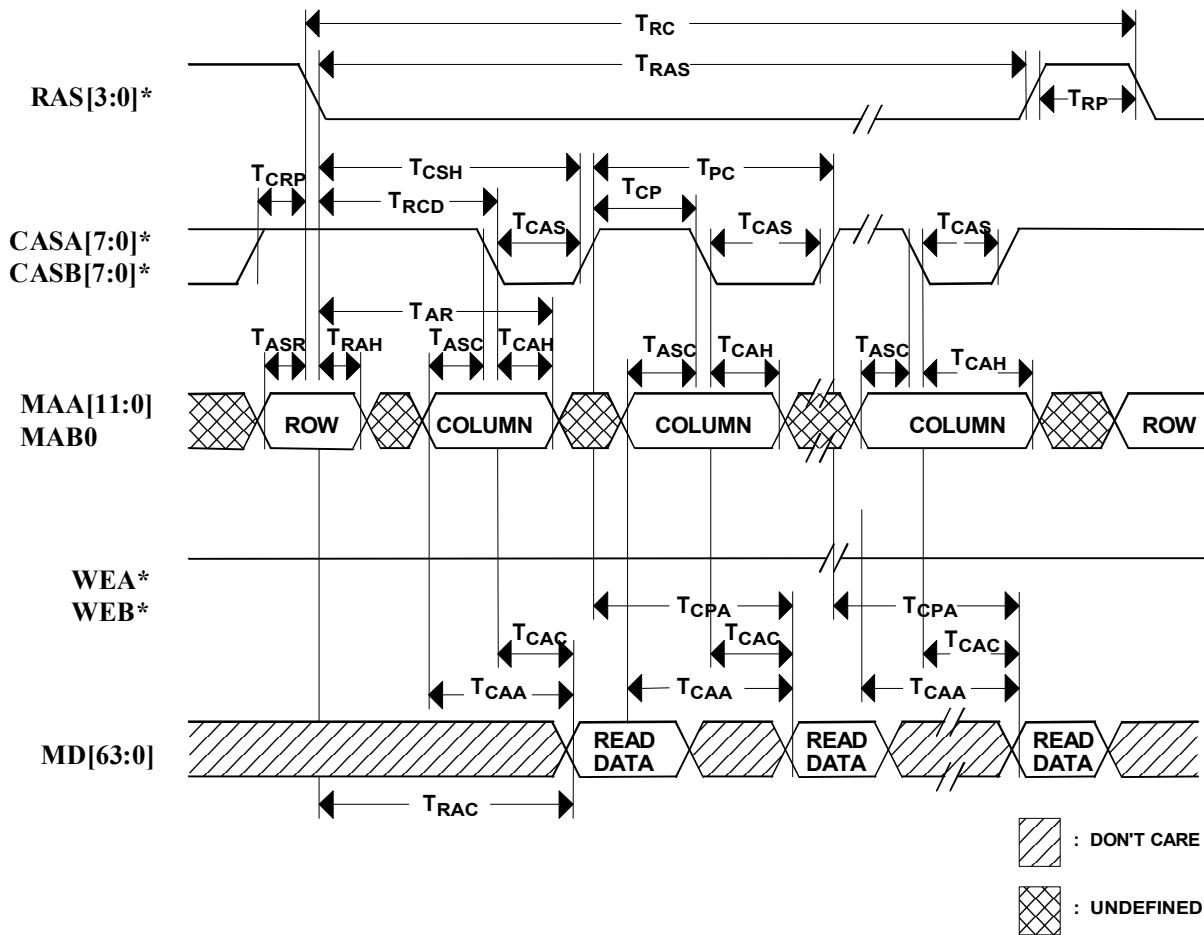 TRC
TRAS
RAS[3:0]*
TRP
TCRP
TCSH
TPC
TRCD
TCP
CASA[7:0]*
CASB[7:0]*
TCAS
TCAS
TCAS
TAR
TASR
TRAH
TASC
TCAH
TASC
TCAH
TASC
TCAH
MAA[11:0]
MAB0
ROW
COLUMN
COLUMN
COLUMN
ROW
WEA*
WEB*
TCPA
TCPA
TCAC
TCAC
TCAC
TCAA
TCAA
TCAA
MD[63:0]
READ
DATA
READ
DATA
READ
DATA
TRAC
: DON'T CARE
: UNDEFINED